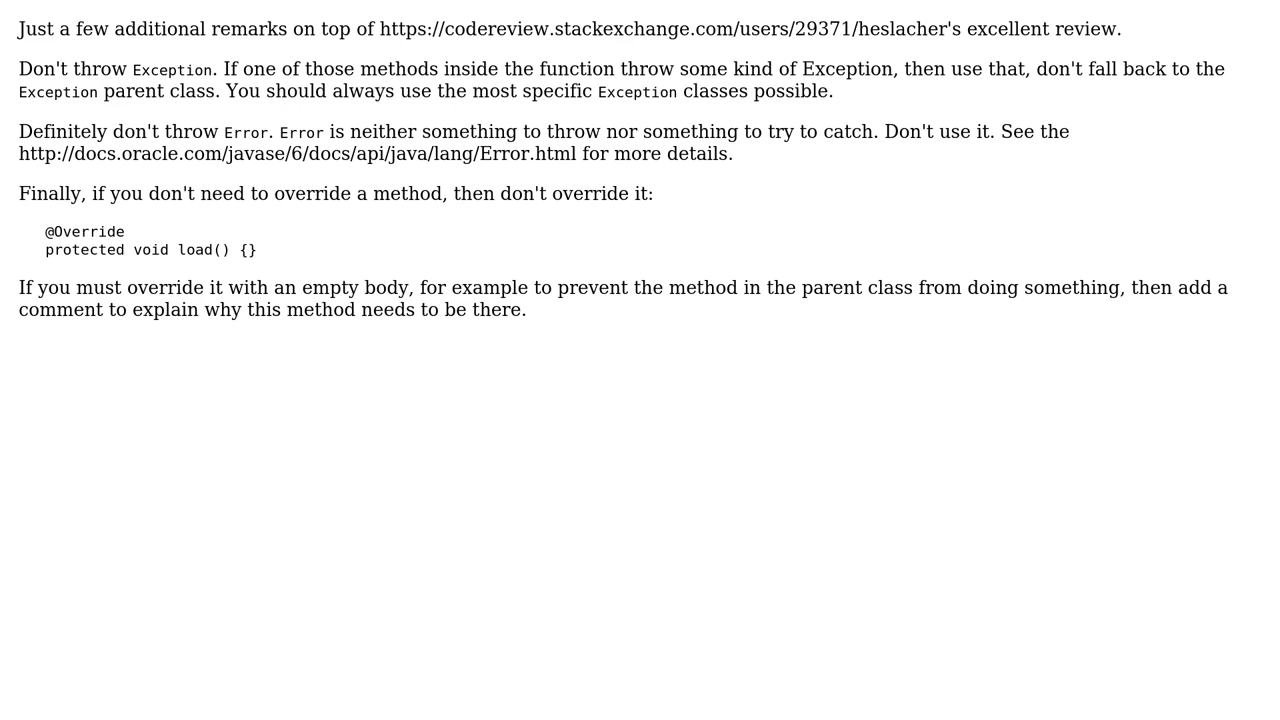 Just a few additional remarks on top of https://codereview.stackexchange.com/users/29371/heslacher's excellent review.
Don't throw Exception. If one of those methods inside the function throw some kind of Exception, then use that, don't fall back to the
Exception parent class. You should always use the most specific Exception classes possible.
Definitely don't throw Error. Error is neither something to throw nor something to try to catch. Don't use it. See the
http://docs.oracle.com/javase/6/docs/api/java/lang/Error.html for more details.
Finally, if you don't need to override a method, then don't override it:
@Override
protected void load() {}
If you must override it with an empty body, for example to prevent the method in the parent class from doing something, then add a
comment to explain why this method needs to be there.